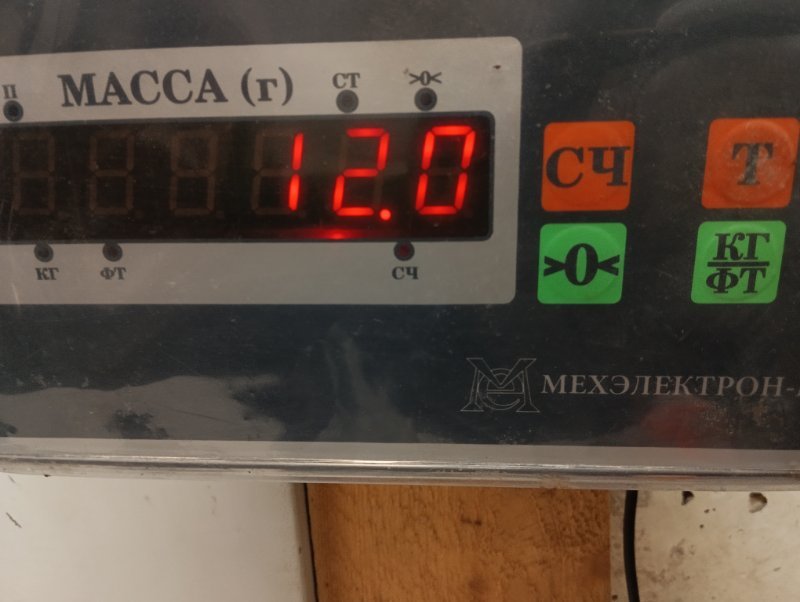 П МАССА (г) СТ >0<
12.0
КГ ФТ СЧ
СЧ Т
>0< КГ/ФТ
МЕХЭЛЕКТРОН-